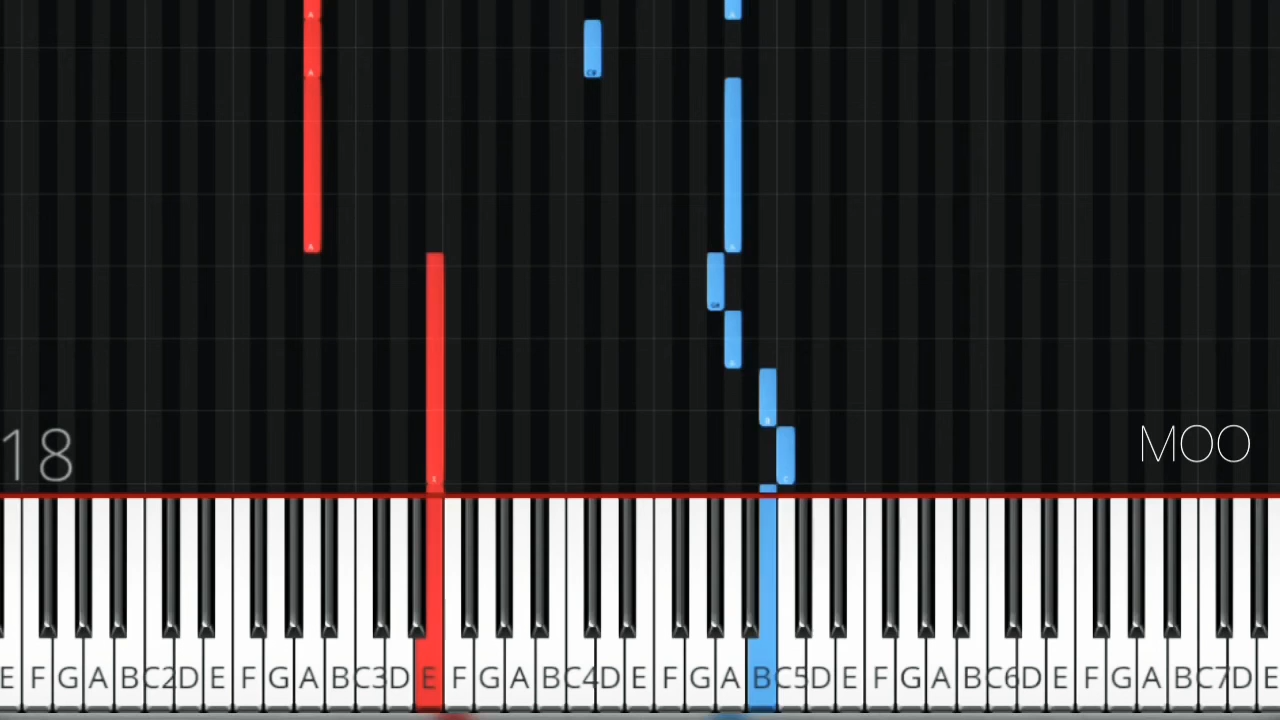 A A
A C#
A
A A
G#
A
B
18 MOO
E C
E F G A B C2 D E F G A B C3 D E F G A B C4 D E F G A B C5 D E F G A B C6 D E F G A B C7 D E